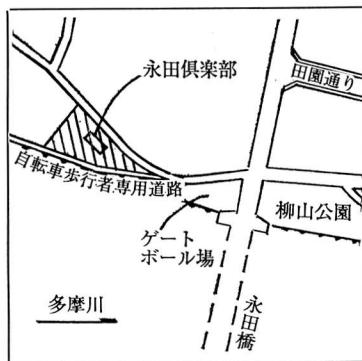 永田倶楽部
田園通り
自転車歩行者専用道路
柳山公園
ゲート
ボール場
多摩川
永田橋